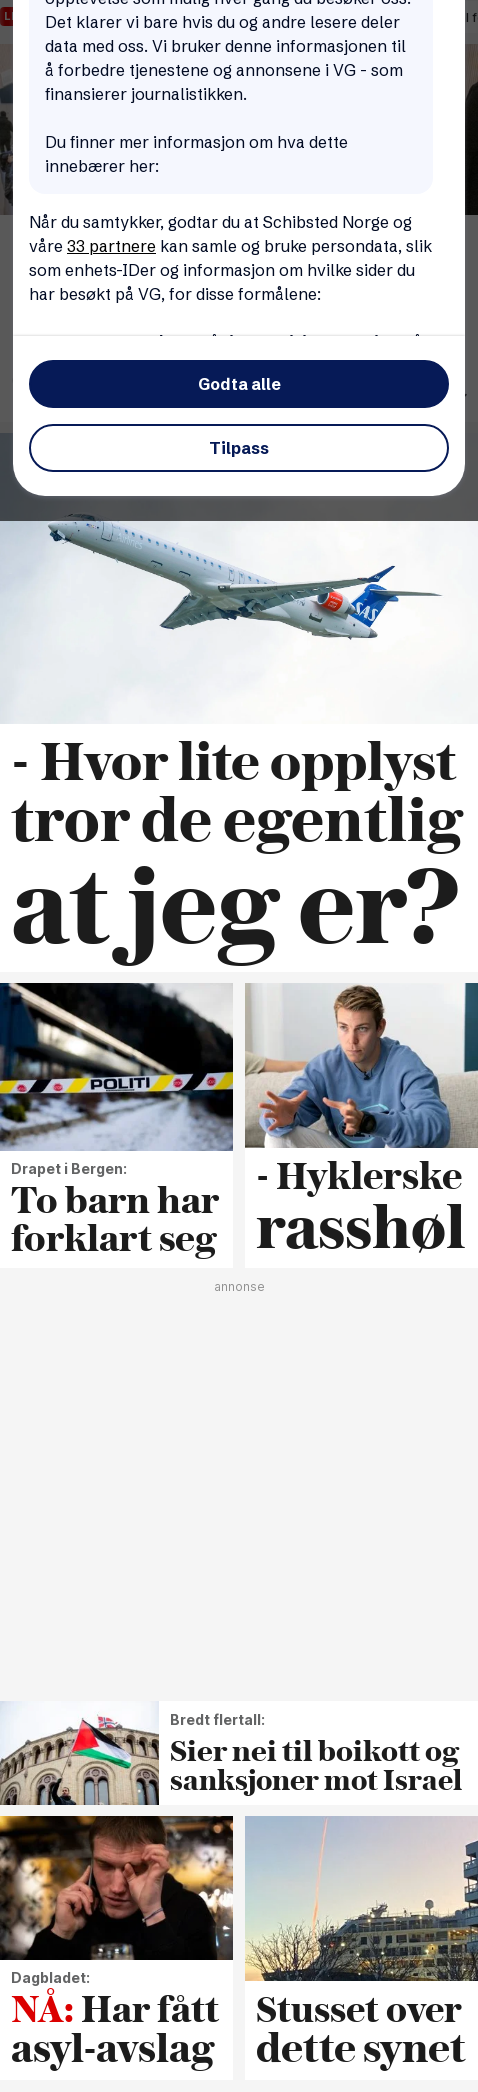 Det klarer vi bare hvis du og andre lesere deler
data med oss. Vi bruker denne informasjonen til
å forbedre tjenestene og annonsene i VG - som
finansierer journalistikken.
Du finner mer informasjon om hva dette
innebærer her:
Når du samtykker, godtar du at Schibsted Norge og
våre 33 partnere kan samle og bruke persondata, slik
som enhets-IDer og informasjon om hvilke sider du
har besøkt på VG, for disse formålene:
Godta alle
Tilpass
SAS
- Hvor lite opplyst
tror de egentlig
at jeg er?
POLITI
Drapet i Bergen:
To barn har
forklart seg
- Hyklerske
rasshøl
annonse
Bredt flertall:
Sier nei til boikott og
sanksjoner mot Israel
Dagbladet:
NÅ: Har fått
asyl-avslag
Stusset over
dette synet